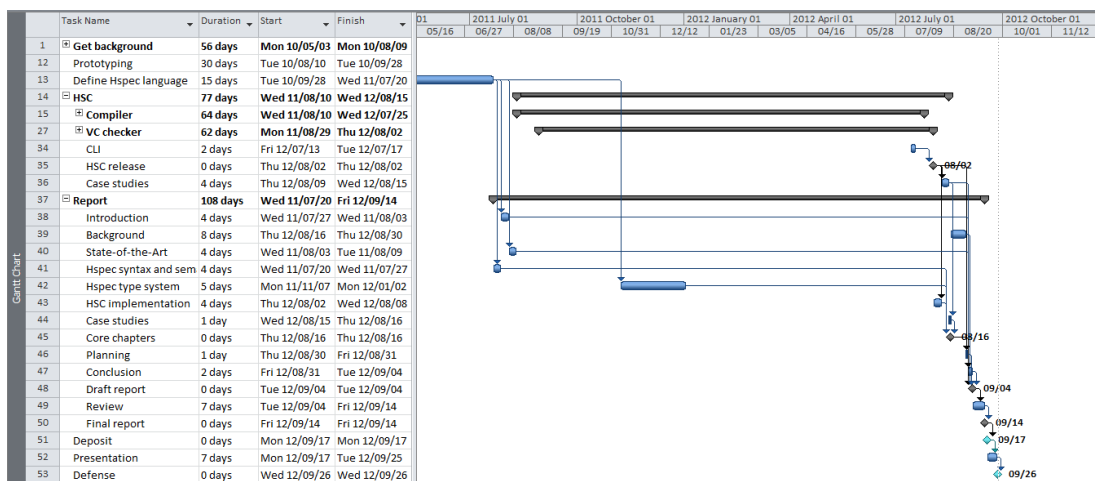 Task Name Duration Start Finish 01 2011 July 01 2011 October 01 2012 January 01 2012 April 01 2012 July 01 2012 October 01
05/16 06/27 08/08 09/19 10/31 12/12 01/23 03/05 04/16 05/28 07/09 08/20 10/01 11/12
Gantt Chart
1 Get background 56 days Mon 10/05/03 Mon 10/08/09
12 Prototyping 30 days Tue 10/08/10 Wed 10/09/28
13 Define Hspec language 15 days Tue 10/09/28 Wed 11/07/20
14 HSC 77 days Wed 11/08/10 Wed 12/08/15
15 Compiler 64 days Wed 11/08/10 Wed 12/07/25
27 VC checker 62 days Mon 11/08/29 Thu 12/08/02
34 CLI 2 days Fri 12/07/13 Tue 12/07/17
35 HSC release 0 days Thu 12/08/02 Thu 12/08/02 08/02
36 Case studies 4 days Thu 12/08/09 Wed 12/08/15
37 Report 108 days Wed 11/07/20 Fri 12/09/14
38 Introduction 4 days Wed 11/07/27 Wed 11/08/03
39 Background 8 days Thu 12/08/16 Thu 12/08/30
40 State-of-the-Art 4 days Wed 11/08/03 Tue 11/08/09
41 Hspec syntax and sem 4 days Wed 11/07/20 Wed 11/07/27
42 Hspec type system 5 days Mon 11/11/07 Mon 12/01/02
43 HSC implementation 4 days Thu 12/08/02 Wed 12/08/08
44 Case studies 1 day Wed 12/08/15 Thu 12/08/16
45 Core chapters 0 days Thu 12/08/16 Thu 12/08/16 08/16
46 Planning 1 day Thu 12/08/30 Fri 12/08/31
47 Conclusion 2 days Fri 12/08/31 Tue 12/09/04
48 Draft report 0 days Tue 12/09/04 Tue 12/09/04 09/04
49 Review 7 days Tue 12/09/04 Fri 12/09/14
50 Final report 0 days Fri 12/09/14 Fri 12/09/14 09/14
51 Deposit 0 days Mon 12/09/17 Mon 12/09/17 09/17
52 Presentation 7 days Mon 12/09/17 Tue 12/09/25
53 Defense 0 days Wed 12/09/26 Wed 12/09/26 09/26